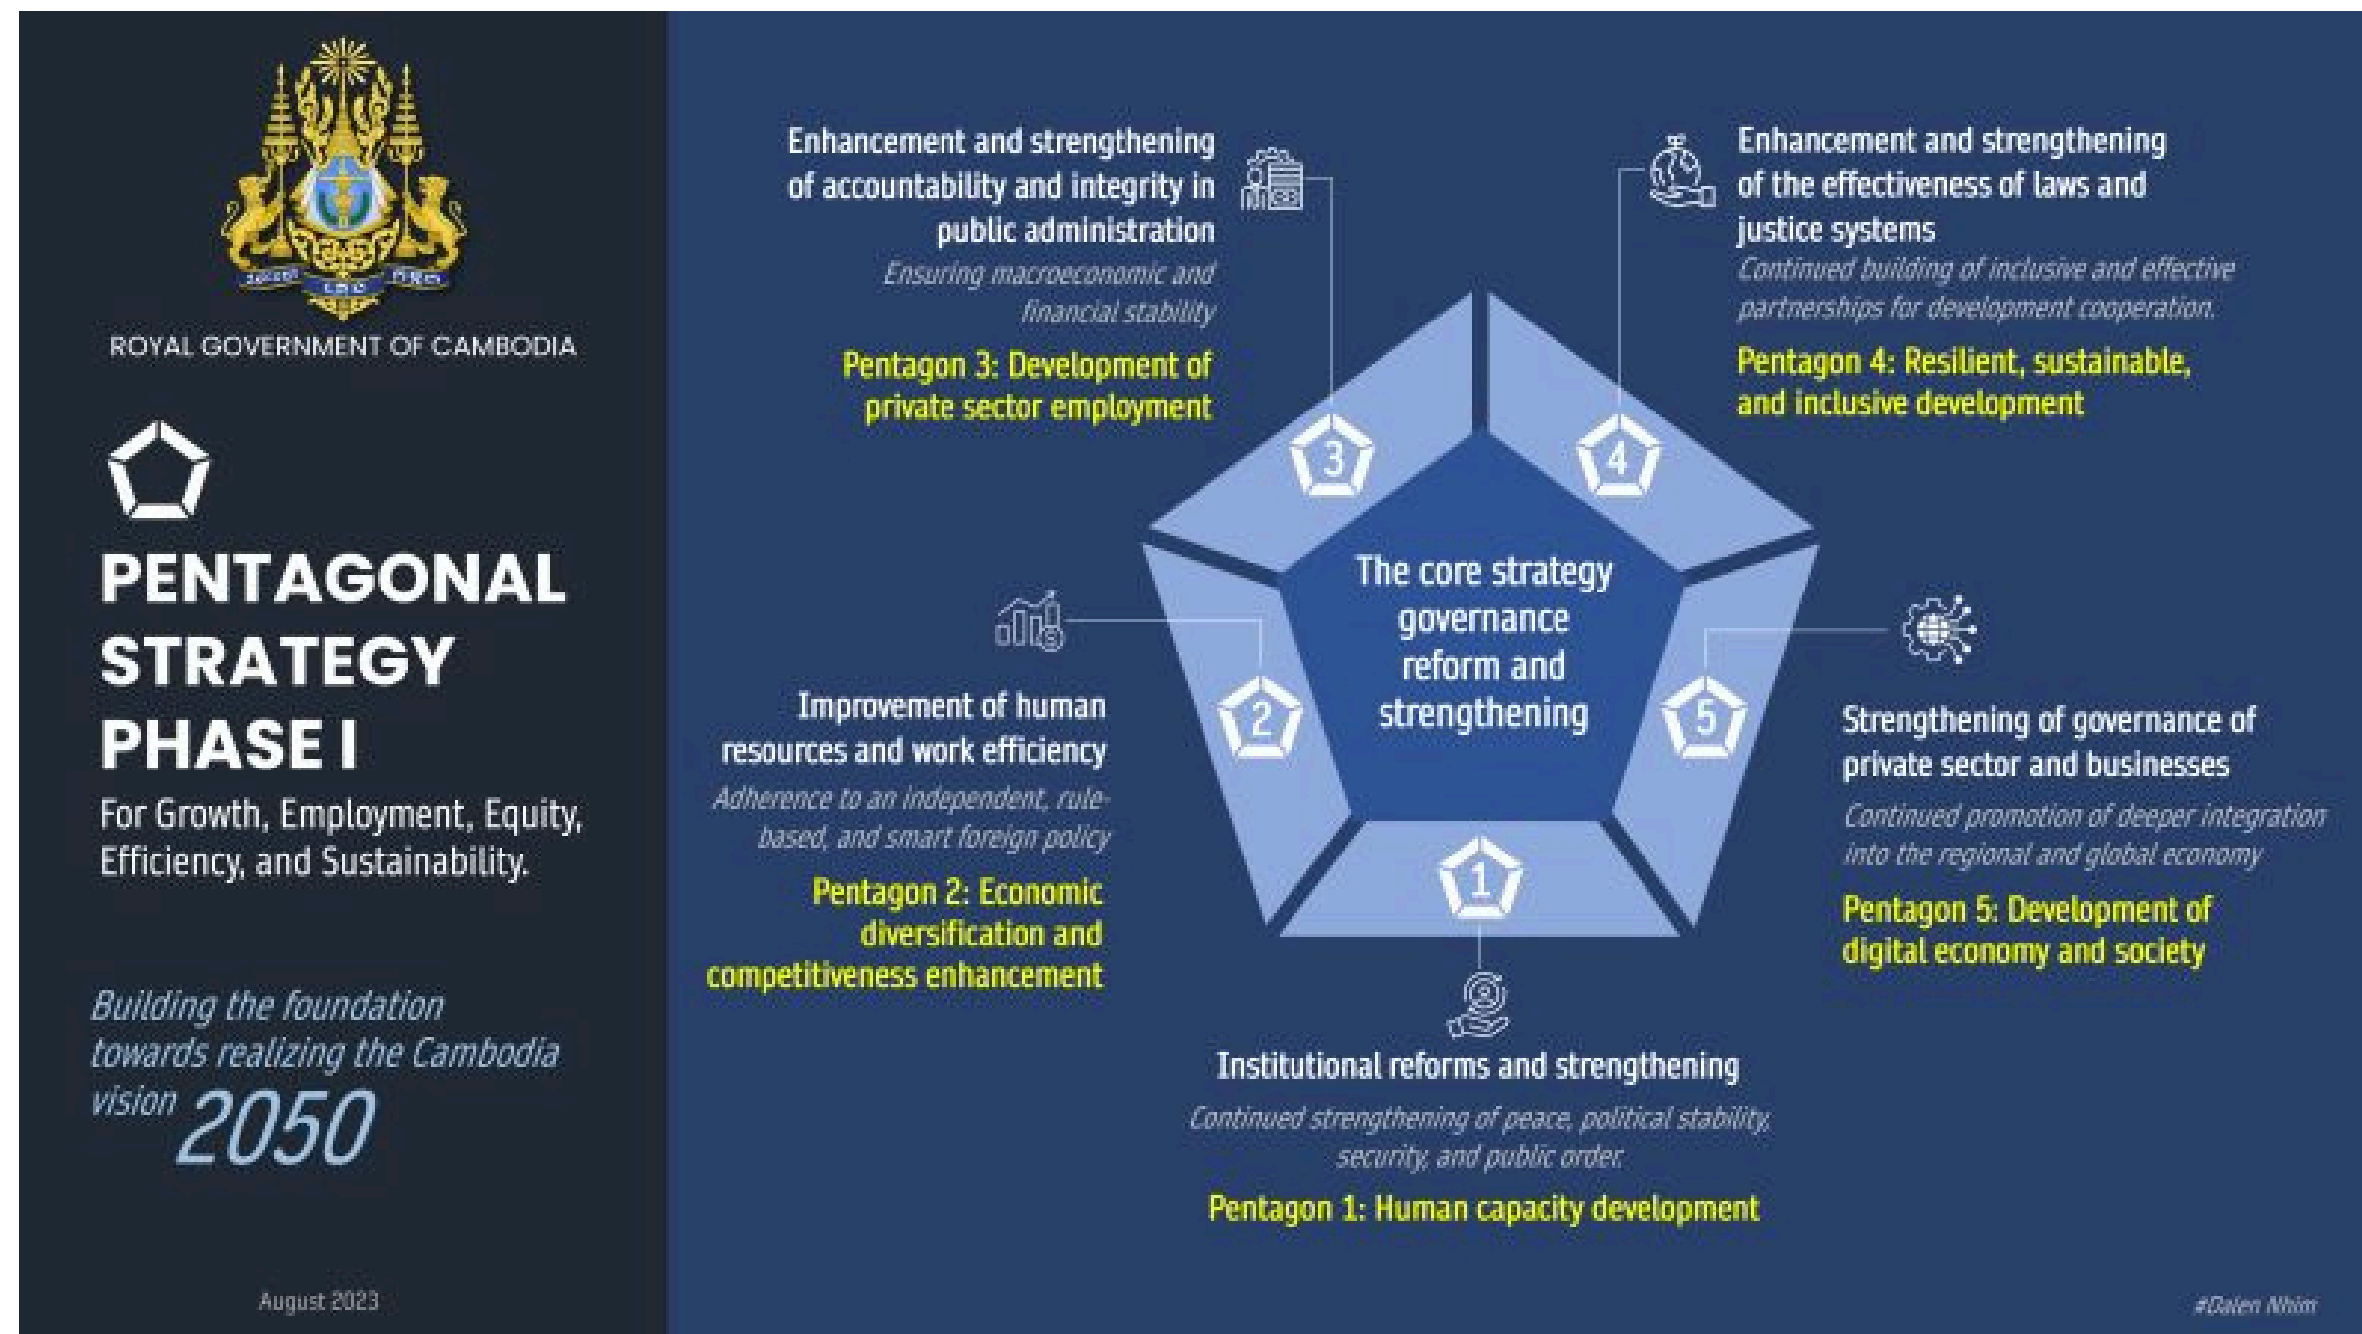 ROYAL GOVERNMENT OF CAMBODIA
PENTAGONAL
STRATEGY
PHASE I
For Growth, Employment, Equity,
Efficiency, and Sustainability.
Building the foundation
towards realizing the Cambodia
vision 2050
August 2023
Enhancement and strengthening
of accountability and integrity in
public administration
Ensuring macroeconomic and
financial stability
Pentagon 3: Development of
private sector employment
Enhancement and strengthening
of the effectiveness of laws and
justice systems
Continued building of inclusive and effective
partnerships for development cooperation.
Pentagon 4: Resilient, sustainable,
and inclusive development
3
4
The core strategy
governance
reform and
strengthening
2
5
1
Improvement of human
resources and work efficiency
Adherence to an independent, rule-
based, and smart foreign policy
Pentagon 2: Economic
diversification and
competitiveness enhancement
Strengthening of governance of
private sector and businesses
Continued promotion of deeper integration
into the regional and global economy
Pentagon 5: Development of
digital economy and society
Institutional reforms and strengthening
Continued strengthening of peace, political stability,
security, and public order.
Pentagon 1: Human capacity development
#Dalen Nhim